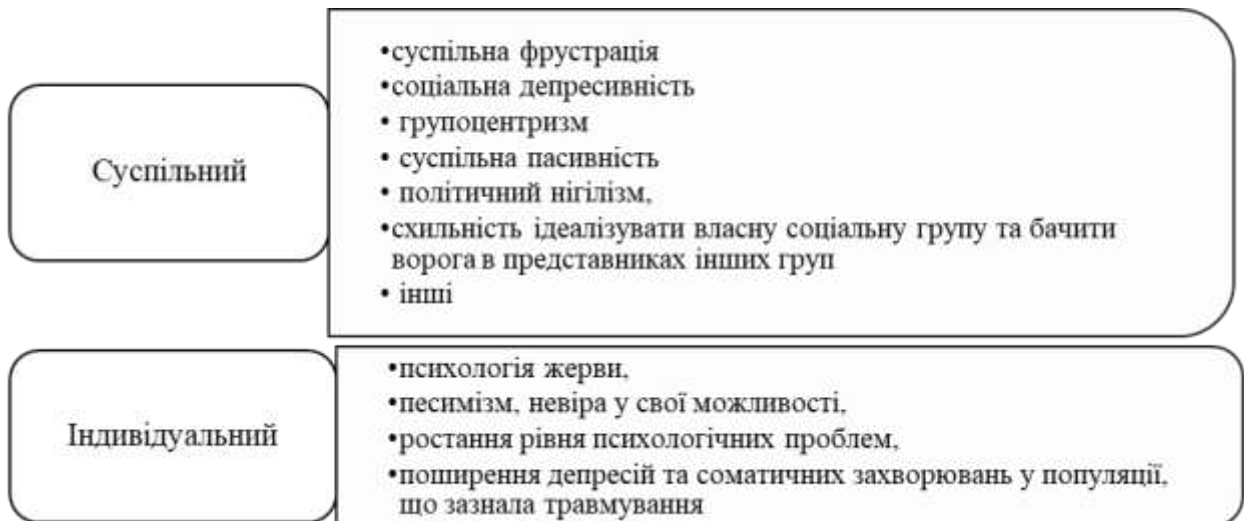 Суспільний
•суспільна фрустрація
•соціальна депресивність
• групоцентризм
• суспільна пасивність
• політичний нігілізм,
•схильність ідеалізувати власну соціальну групу та бачити
ворога в представниках інших груп
• інші
Індивідуальний
•психологія жерви,
•песимізм, невіра у свої можливості,
•ростання рівня психологічних проблем,
•поширення депресій та соматичних захворювань у популяції,
що зазнала травмування